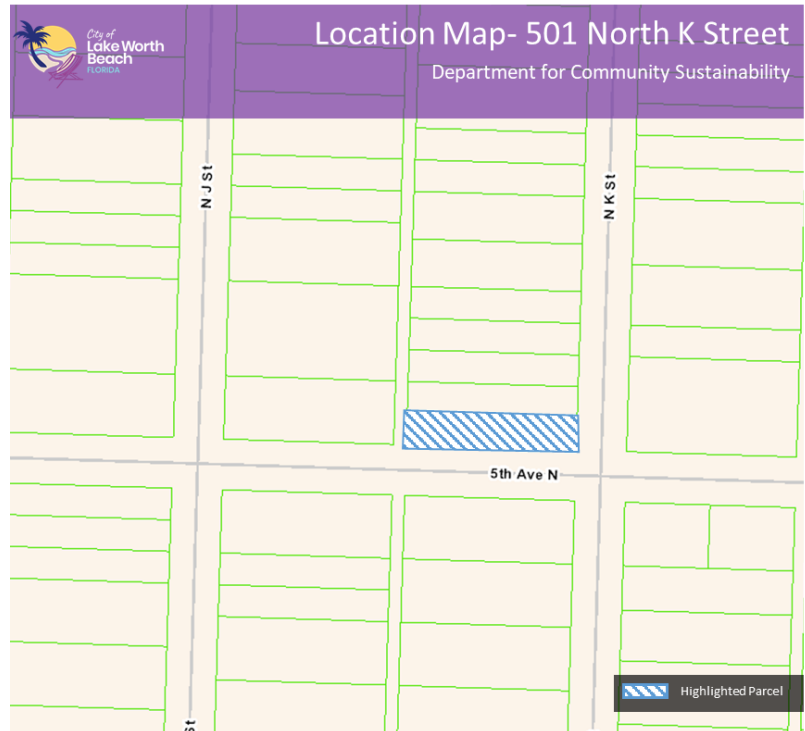 City of
Lake Worth
Beach
FLORIDA
Location Map- 501 North K Street
Department for Community Sustainability
N J St
N K St
5th Ave N
Highlighted Parcel
St